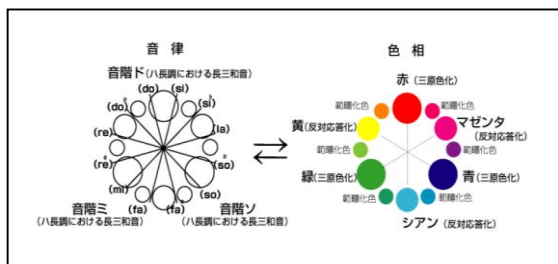 音 律
色 相
音階ド(ハ長調における長三和音)
赤 (三原色化)
(do)
(si)
(do)
(si)
範疇化色
範疇化色
黄(反対応答化)
マゼンタ
(反対応答化)
(re)
(la)
範疇化色
範疇化色
(re)
(so)
緑(三原色化)
青(三原色化)
(mi)
(so)
範疇化色
範疇化色
(fa)
(fa)
音階ミ
音階ソ
(ハ長調における長三和音)
(ハ長調における長三和音)
シアン (反対応答化)